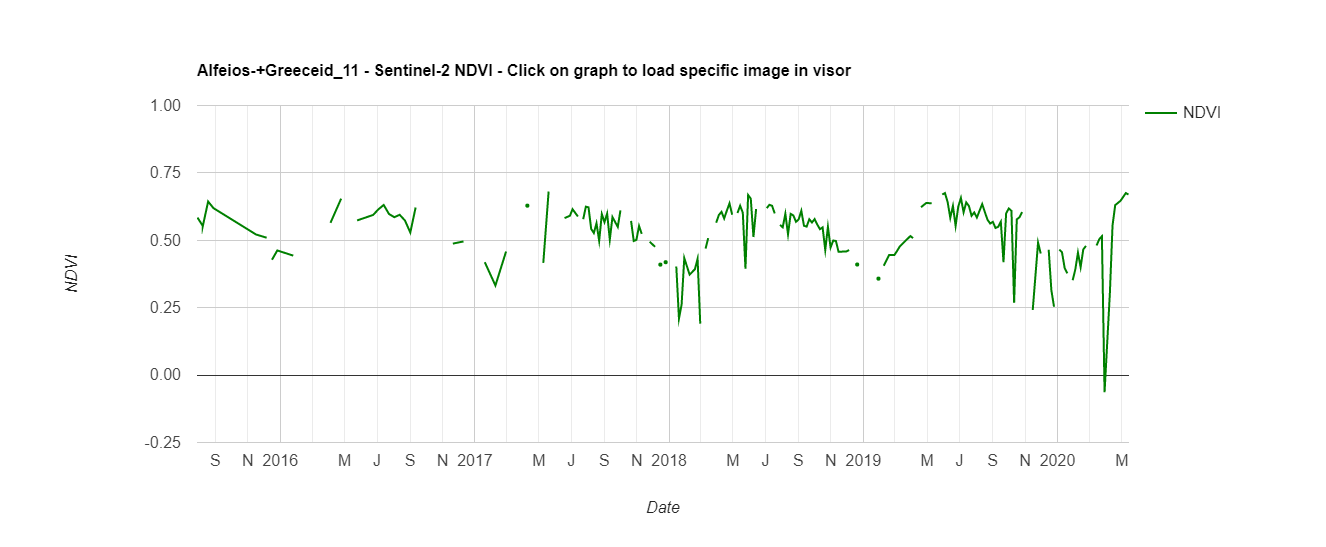 Alfeios-+Greeceid_11 - Sentinel-2 NDVI - Click on graph to load specific image in visor
1.00
NDVI
0.75
0.50
NDVI
0.25
0.00
-0.25
S N 2016 M J S N 2017 M J S N 2018 M J S N 2019 M J S N 2020 M
Date